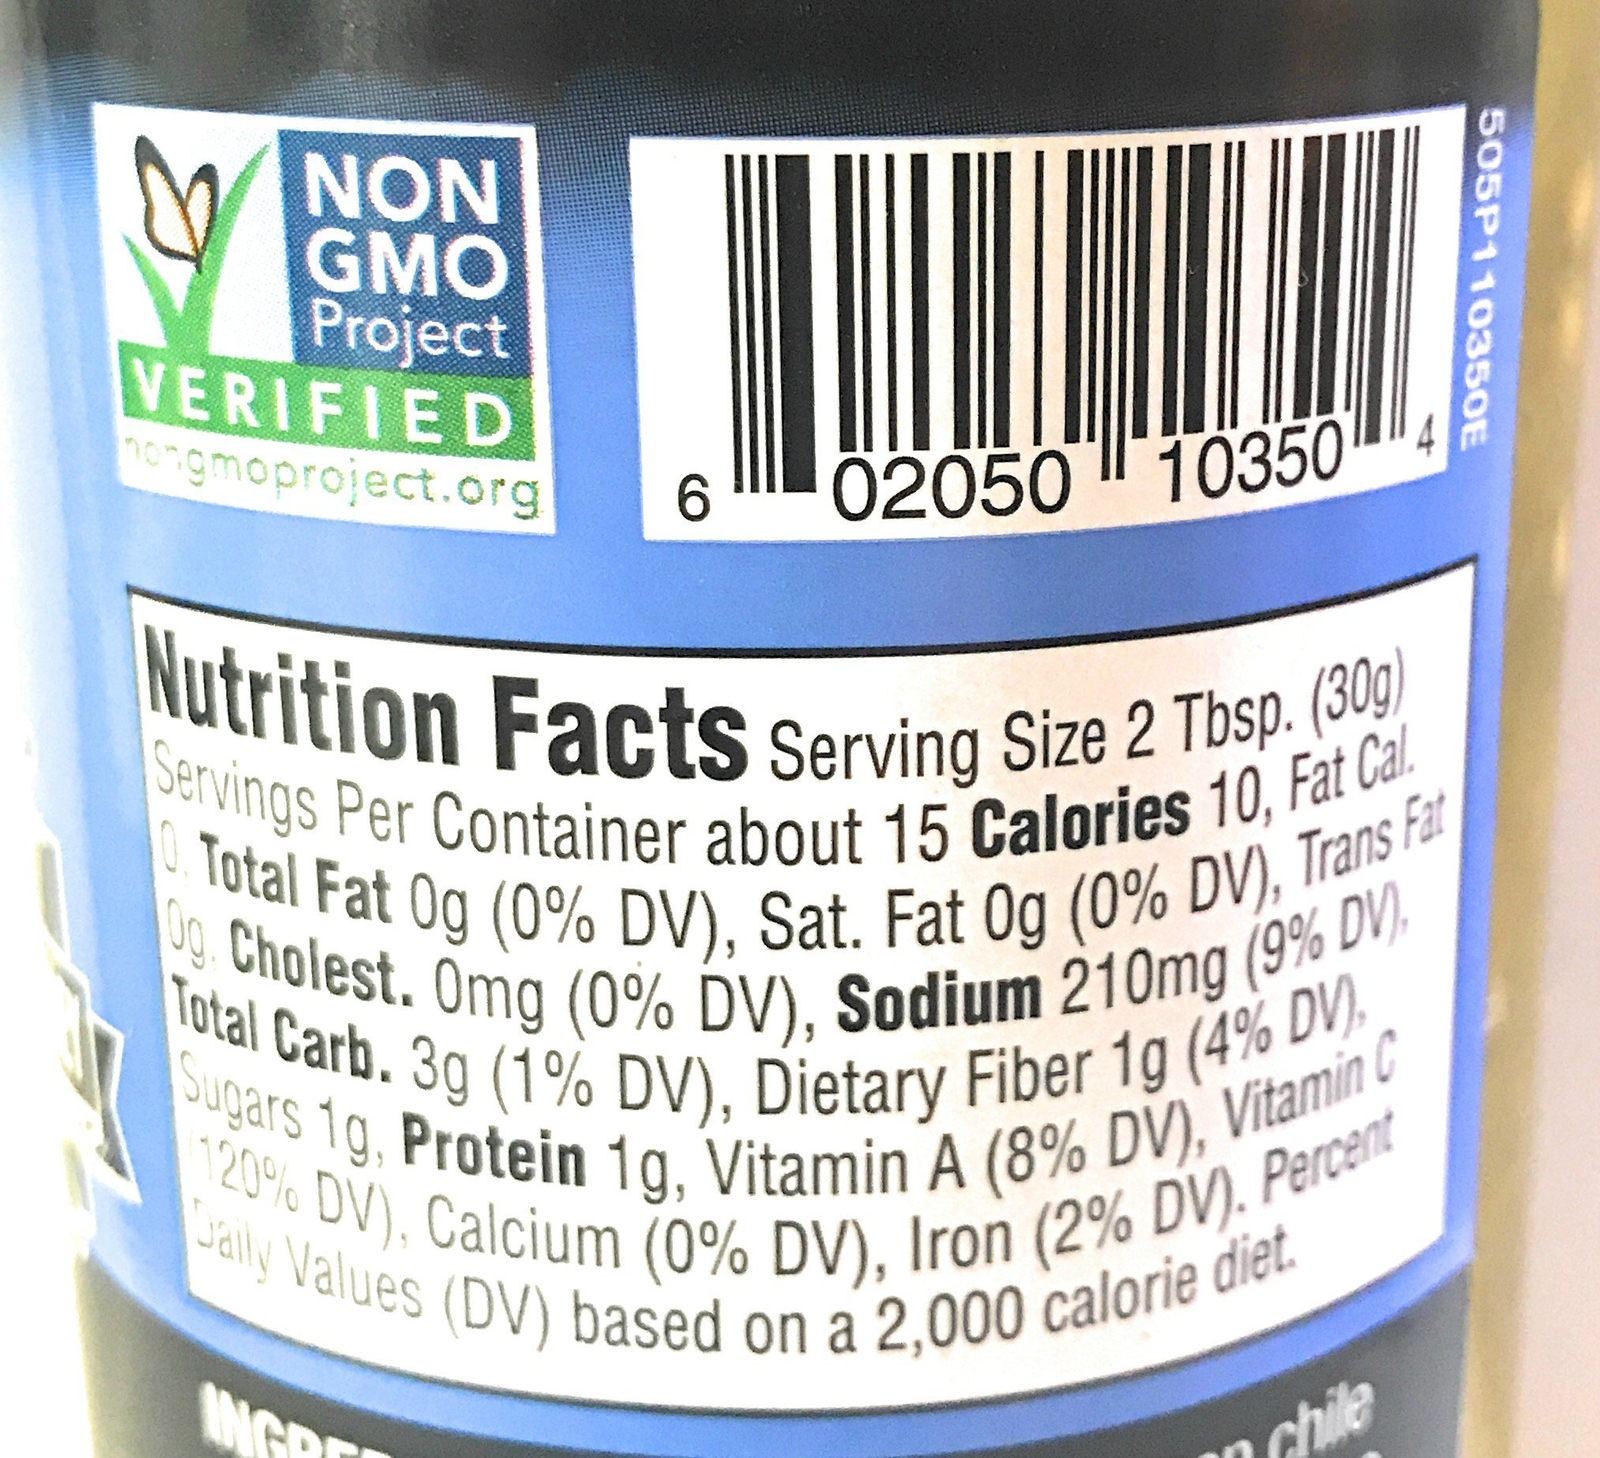 NON
GMO
Project
VERIFIED
nongmoproject.org
6 02050 10350 4
505P110350E
Nutrition Facts Serving Size 2 Tbsp. (30g)
Servings Per Container about 15 Calories 10, Fat Cal.
0. Total Fat 0g (0% DV), Sat. Fat 0g (0% DV), Trans Fat
0g. Cholest. 0mg (0% DV), Sodium 210mg (9% DV),
Total Carb. 3g (1% DV), Dietary Fiber 1g (4% DV),
Sugars 1g, Protein 1g, Vitamin A (8% DV), Vitamin C
(120% DV), Calcium (0% DV), Iron (2% DV). Percent
Daily Values (DV) based on a 2,000 calorie diet.
chile